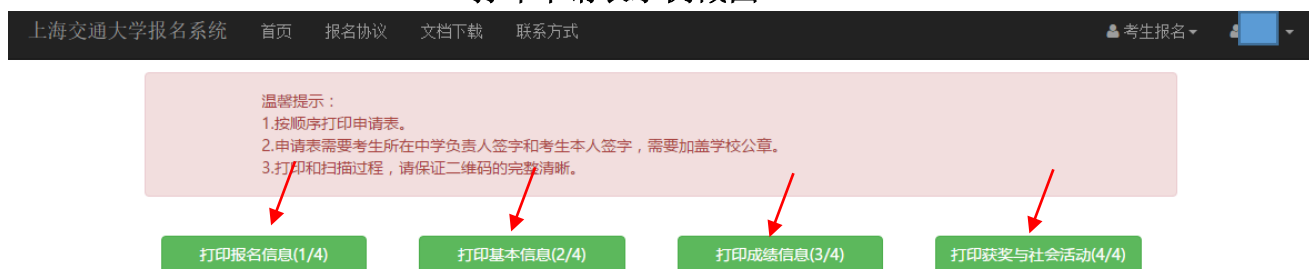 上海交通大学报名系统 首页 报名协议 文档下载 联系方式 考生报名
温馨提示：
1.按顺序打印申请表。
2.申请表需要考生所在中学负责人签字和考生本人签字，需要加盖学校公章。
3.打印和扫描过程，请保证二维码的完整清晰。
打印报名信息(1/4) 打印基本信息(2/4) 打印成绩信息(3/4) 打印获奖与社会活动(4/4)